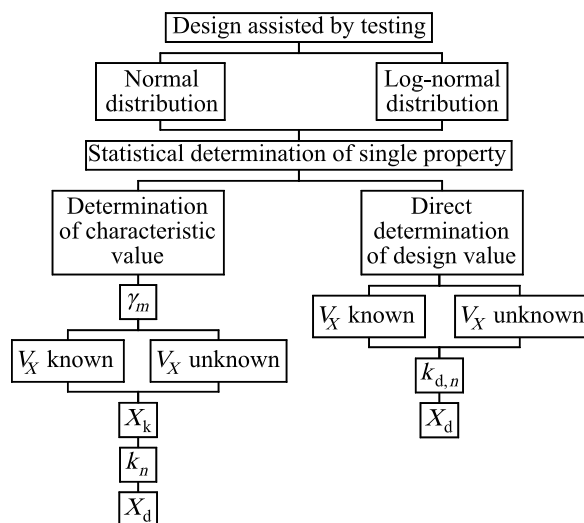 Design assisted by testing
Normal
distribution
Log-normal
distribution
Statistical determination of single property
Determination
of characteristic
value
Direct
determination
of design value
γm
VX known
VX unknown
VX known
VX unknown
Xk
kn
Xd
kd,n
Xd